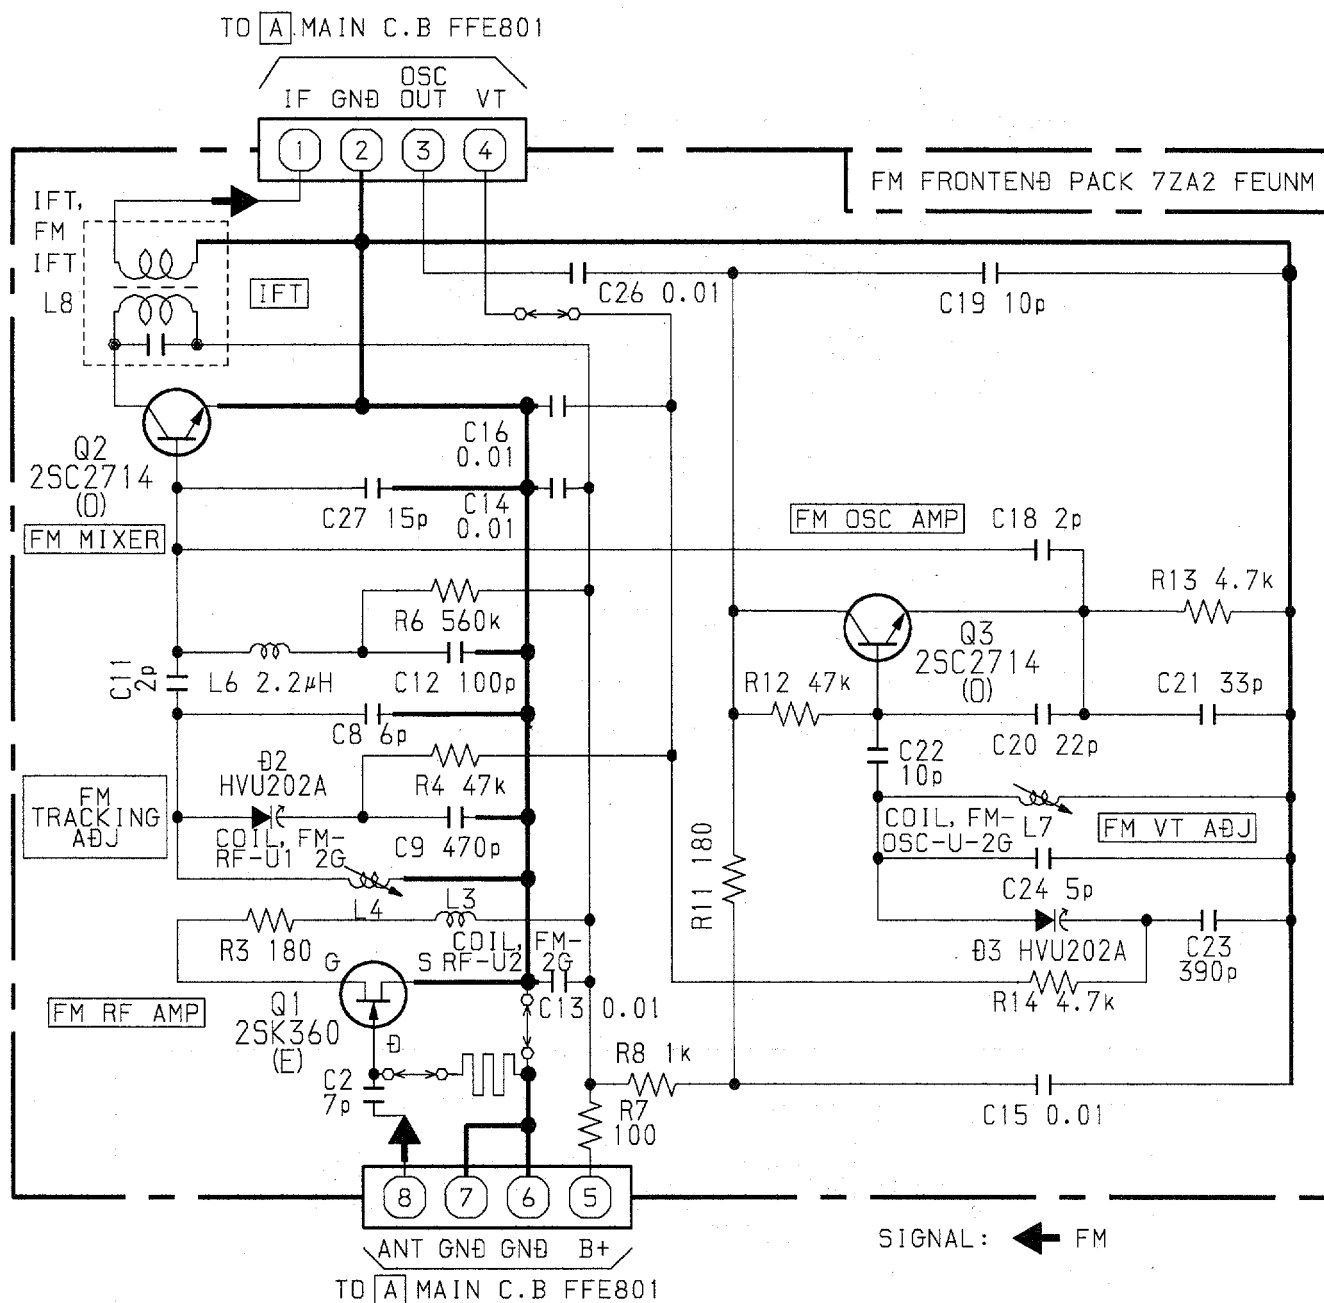 TO A MAIN C.B FFE801
IF GND OSC OUT VT
1 2 3 4
FM FRONTEND PACK 7ZA2 FEUNM
IFT,
FM
IFT
L8
IFT
C26 0.01
C19 10p
Q2
2SC2714
(O)
C16
0.01
C27 15p
C14
0.01
FM MIXER
FM OSC AMP
C18 2p
R13 4.7k
R6 560k
Q3
2SC2714
(O)
C11
2p
L6 2.2μH
C12 100p
R12 47k
C21 33p
C8 6p
C22
10p
C20 22p
D2
HVU202A
R4 47k
FM
TRACKING
ADJ
COIL, FM-
RF-U1 2G
C9 470p
COIL, FM-
OSC-U-2G
L7
FM VT ADJ
R11 180
C24 5p
L4
L3
R3 180
COIL, FM-
RF-U2 2G
D3 HVU202A
C23
390p
G
S
D
FM RF AMP
Q1
2SK360
(E)
C13 0.01
R14 4.7k
C2
7p
R8 1k
R7
100
C15 0.01
8 7 6 5
ANT GND GND B+
SIGNAL: FM
TO A MAIN C.B FFE801